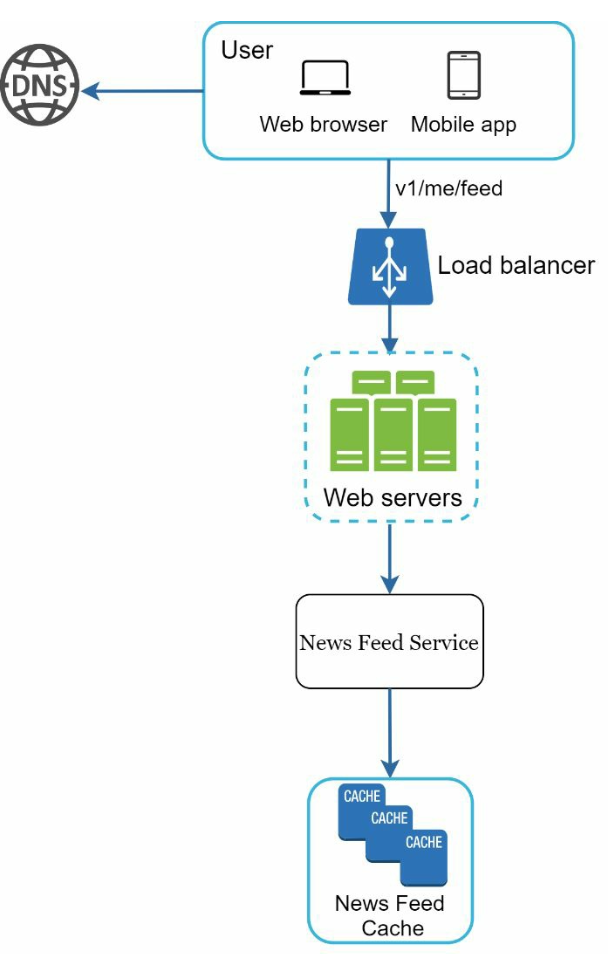 User
DNS
Web browser
Mobile app
v1/me/feed
Load balancer
Web servers
News Feed Service
CACHE
CACHE
CACHE
News Feed
Cache